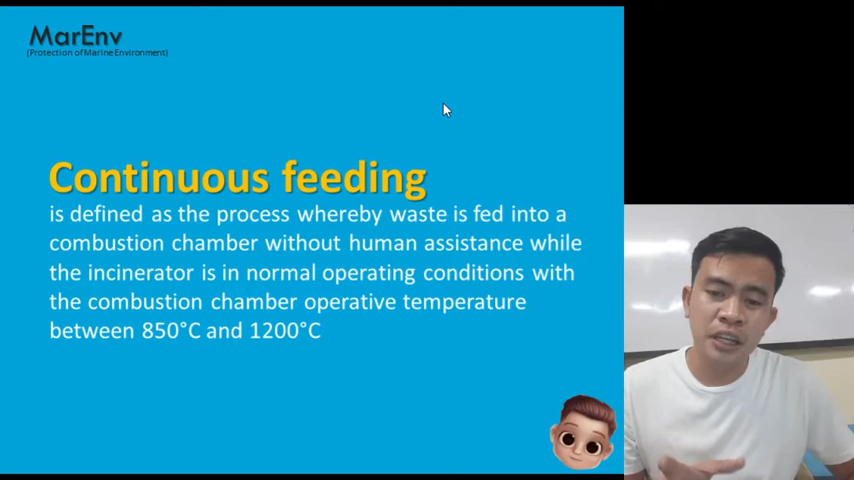 MarEnv
(Protection of Marine Environment)
Continuous feeding
is defined as the process whereby waste is fed into a
combustion chamber without human assistance while
the incinerator is in normal operating conditions with
the combustion chamber operative temperature
between 850°C and 1200°C